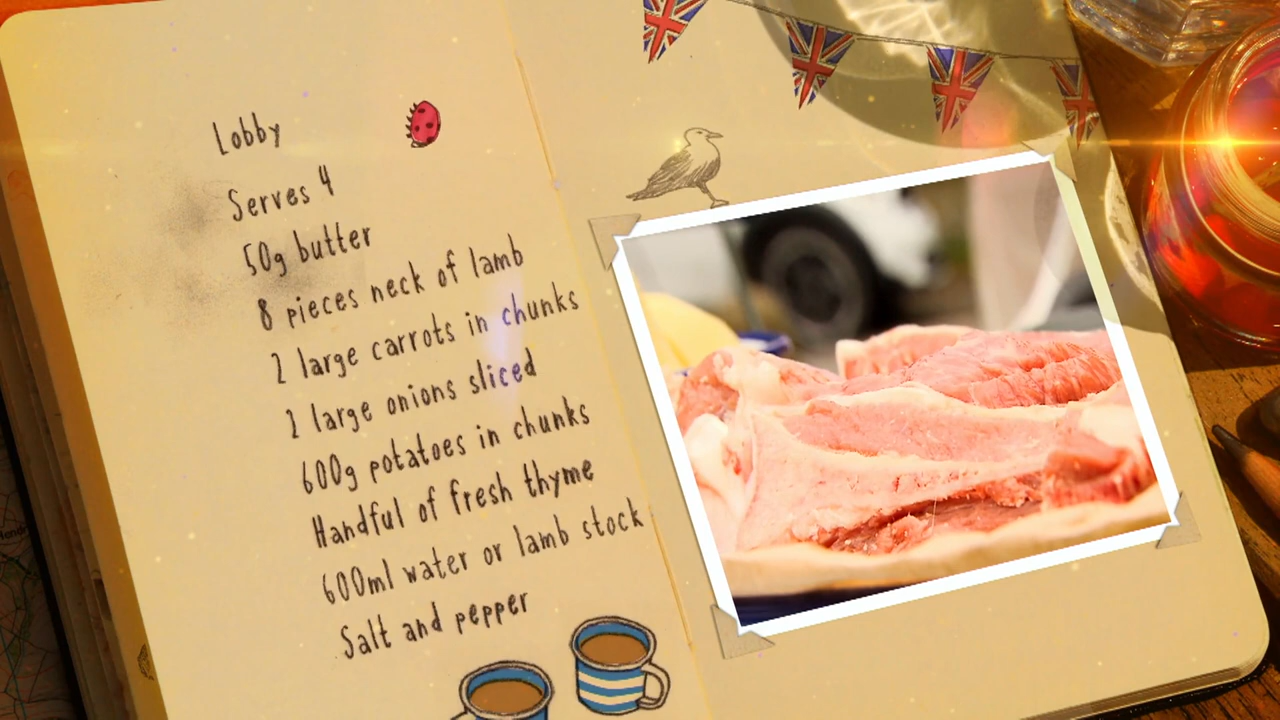 Lobby
Serves 4
50g butter
8 pieces neck of lamb
2 large carrots in chunks
2 large onions sliced
600g potatoes in chunks
Handful of fresh thyme
600ml water or lamb stock
Salt and pepper